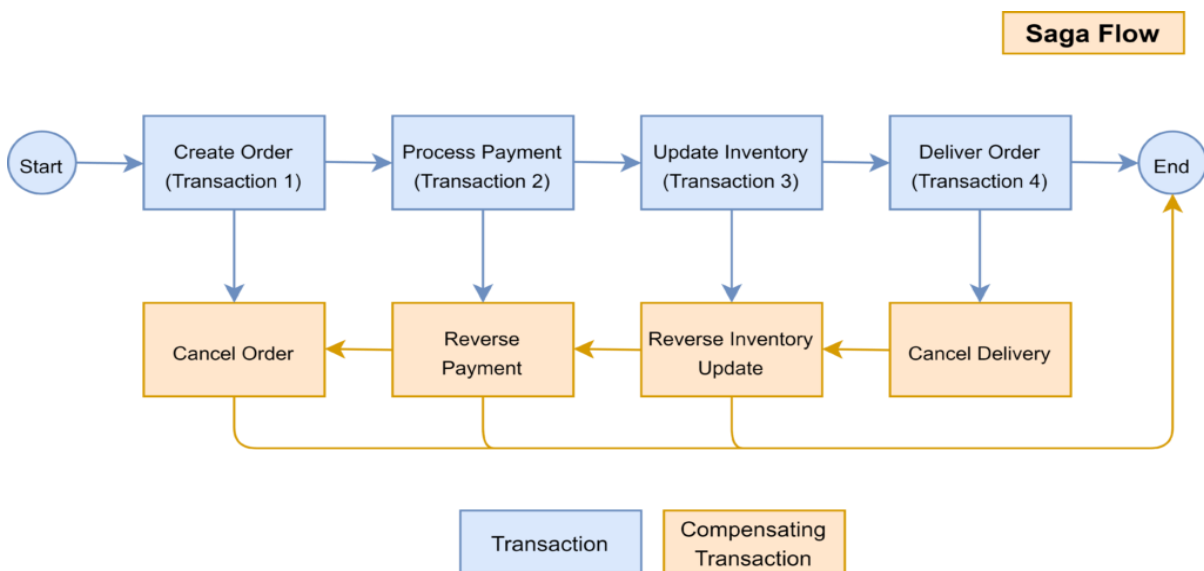 Saga Flow
Start
Create Order
(Transaction 1)
Process Payment
(Transaction 2)
Update Inventory
(Transaction 3)
Deliver Order
(Transaction 4)
End
Cancel Order
Reverse
Payment
Reverse Inventory
Update
Cancel Delivery
Transaction
Compensating
Transaction